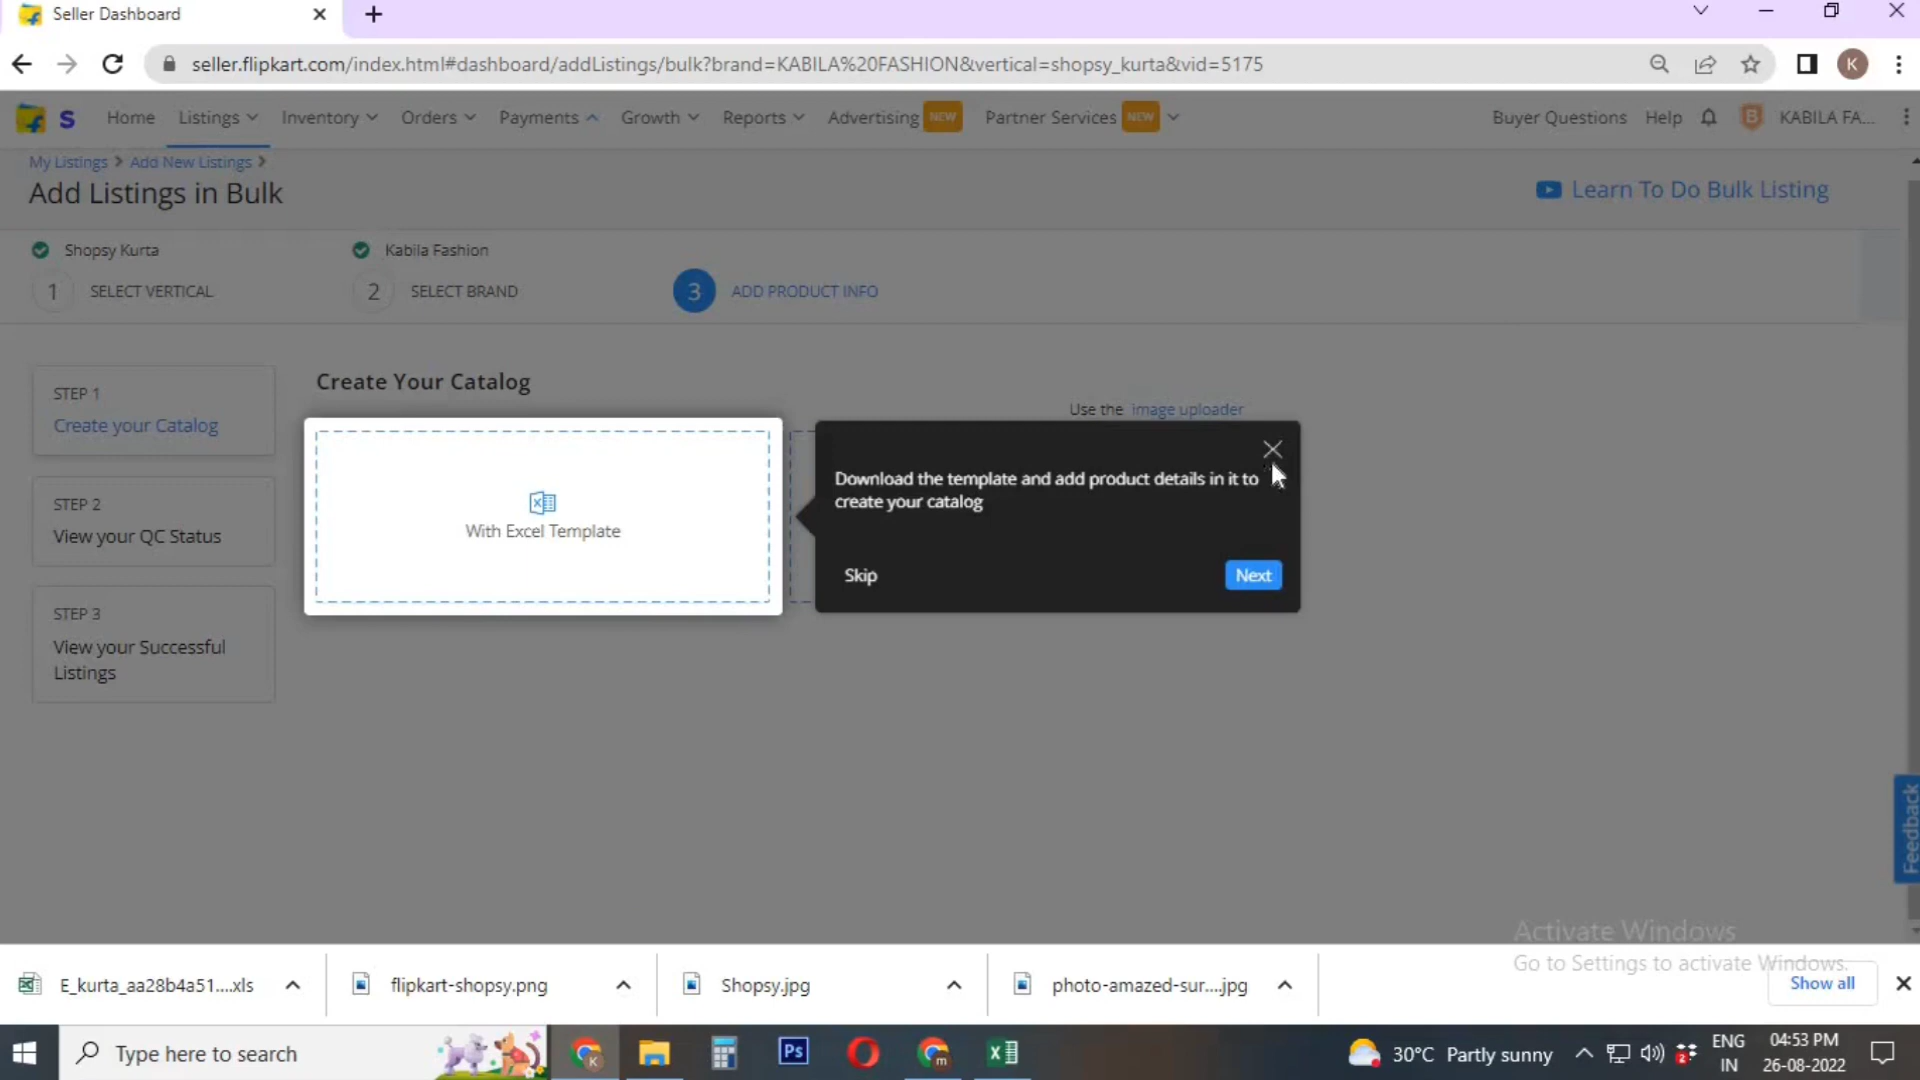 Seller Dashboard
seller.flipkart.com/index.html#dashboard/addListings/bulk?brand=KABILA%20FASHION&vertical=shopsy_kurta&vid=5175
K
S Home Listings Inventory Orders Payments Growth Reports Advertising NEW Partner Services NEW Buyer Questions Help B KABILA FA...
My Listings > Add New Listings >
Add Listings in Bulk
Learn To Do Bulk Listing
Shopsy Kurta
Kabila Fashion
1 SELECT VERTICAL
2 SELECT BRAND
3 ADD PRODUCT INFO
STEP 1
Create your Catalog
STEP 2
View your QC Status
STEP 3
View your Successful
Listings
Create Your Catalog
Use the image uploader
With Excel Template
Download the template and add product details in it to
create your catalog
Skip
Next
Feedback
Activate Windows
Go to Settings to activate Windows.
E_kurta_aa28b4a51....xls
flipkart-shopsy.png
Shopsy.jpg
photo-amazed-sur....jpg
Show all
Type here to search
K
Ps
m
30°C Partly sunny
2
ENG
IN
04:53 PM
26-08-2022